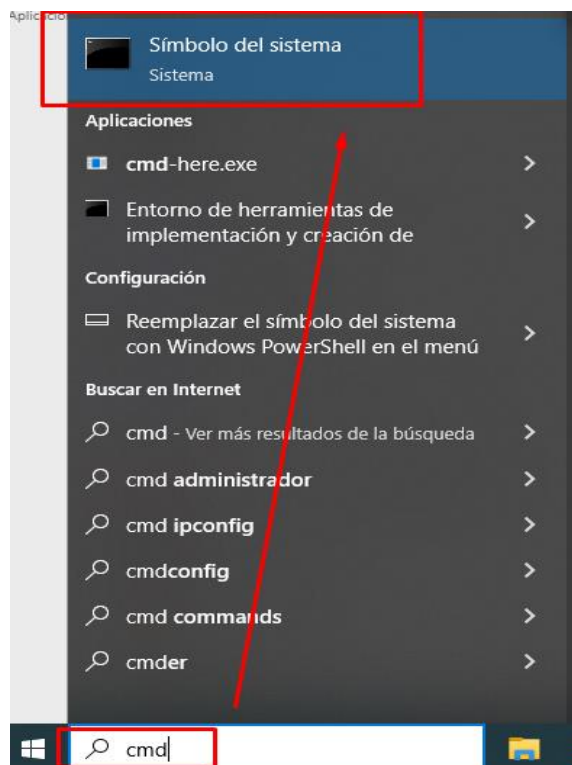 Aplicacio
Símbolo del sistema
Sistema
Aplicaciones
cmd-here.exe
Entorno de herramientas de
implementación y creación de
Configuración
Reemplazar el símbolo del sistema
con Windows PowerShell en el menú
Buscar en Internet
cmd - Ver más resultados de la búsqueda
cmd administrador
cmd ipconfig
cmdconfig
cmd commands
cmder
cmd